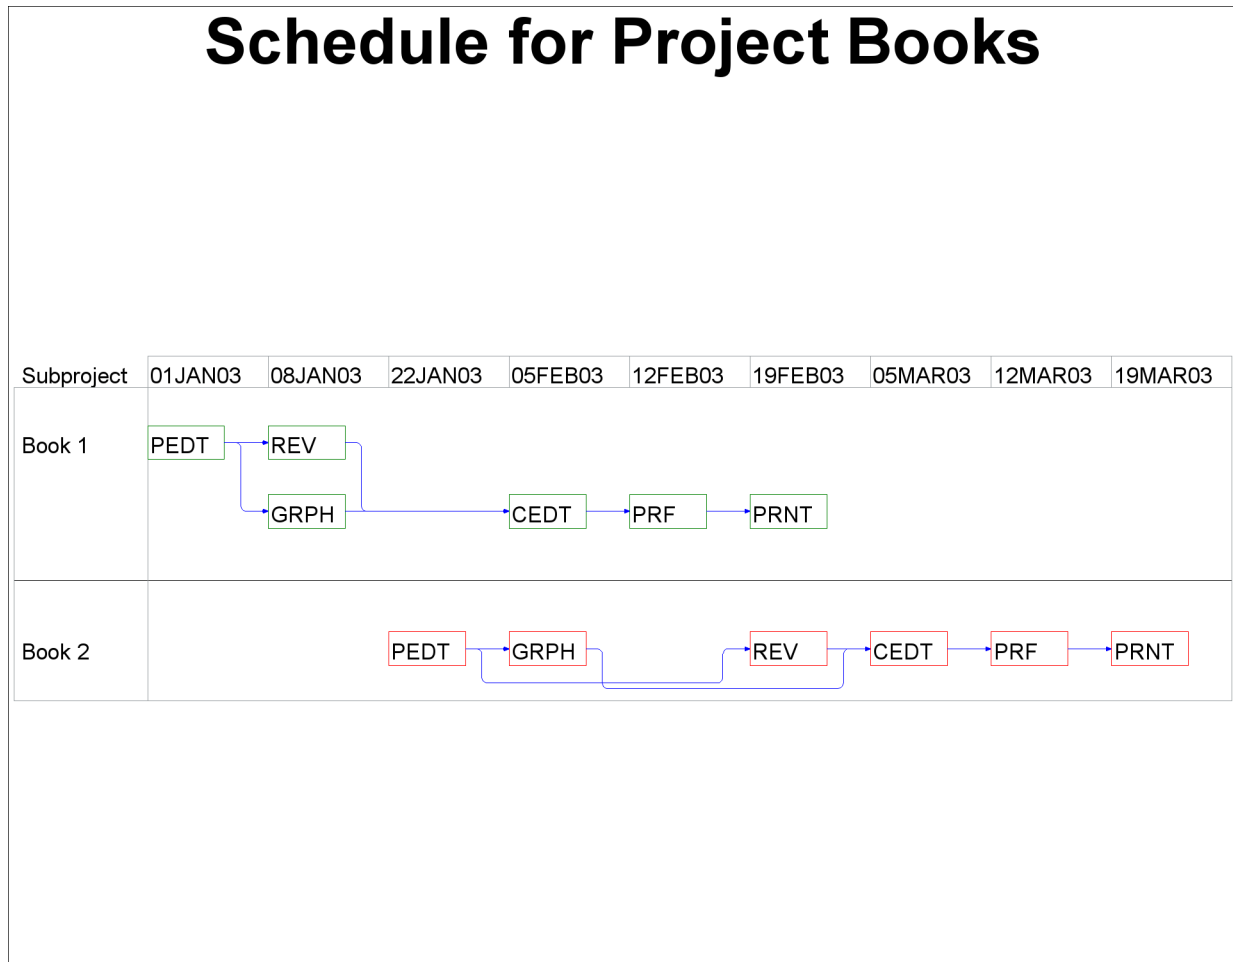 Schedule for Project Books
Subproject 01JAN03 08JAN03 22JAN03 05FEB03 12FEB03 19FEB03 05MAR03 12MAR03 19MAR03
Book 1 PEDT REV
GRPH CEDT PRF PRNT
Book 2 PEDT GRPH REV CEDT PRF PRNT